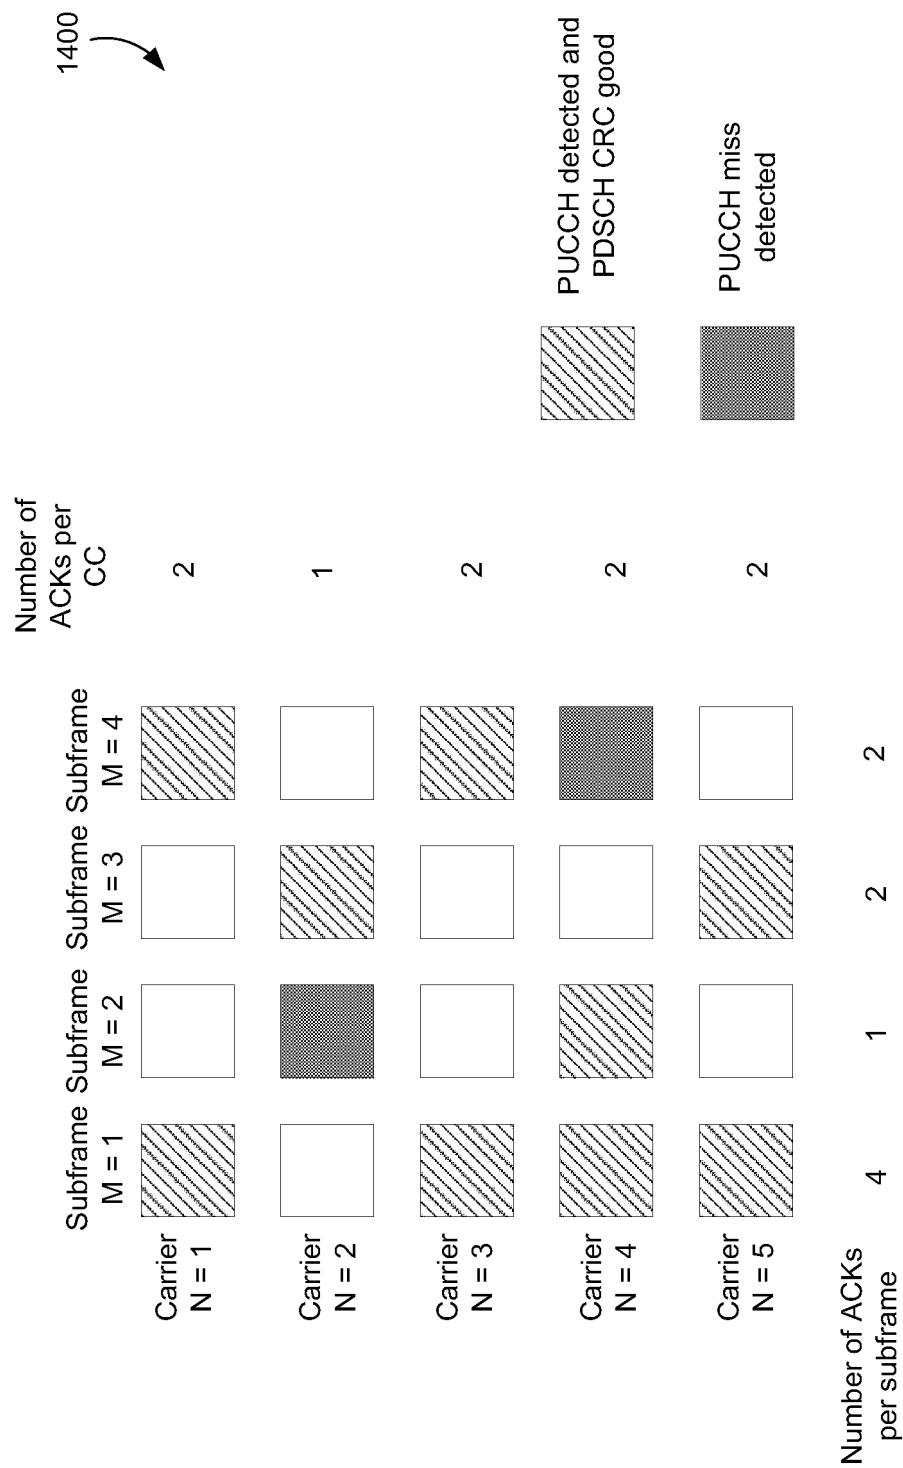 1400
Number of
ACKs per
CC
Subframe
M = 1
Subframe
M = 2
Subframe
M = 3
Subframe
M = 4
Carrier
N = 1
2
Carrier
N = 2
1
Carrier
N = 3
2
Carrier
N = 4
2
Carrier
N = 5
2
Number of ACKs
per subframe
4
1
2
2
PUCCH detected and
PDSCH CRC good
PUCCH miss
detected